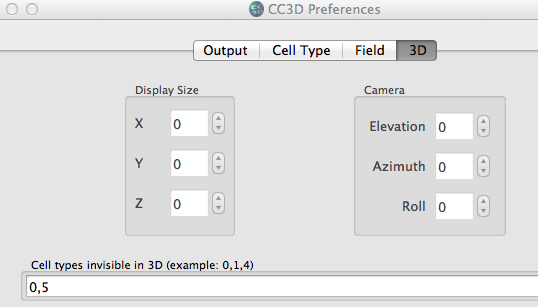 CC3D Preferences
Output Cell Type Field 3D
Display Size
X 0
Y 0
Z 0
Camera
Elevation 0
Azimuth 0
Roll 0
Cell types invisible in 3D (example: 0,1,4)
0,5